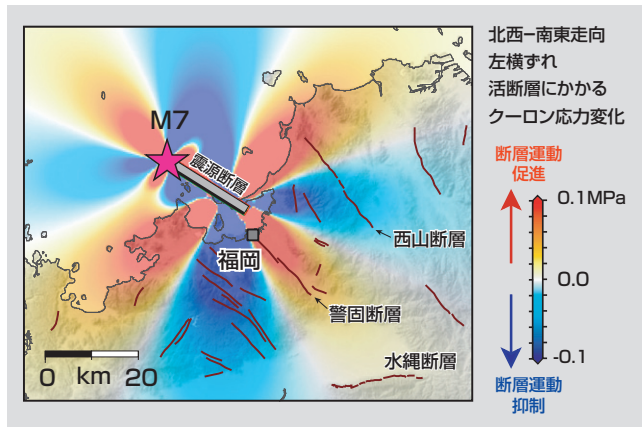 北西−南東走向
左横ずれ
活断層にかかる
クーロン応力変化
M7
震源断層
福岡
西山断層
警固断層
水縄断層
0 km 20
断層運動
促進
0.1MPa
0.0
-0.1
断層運動
抑制